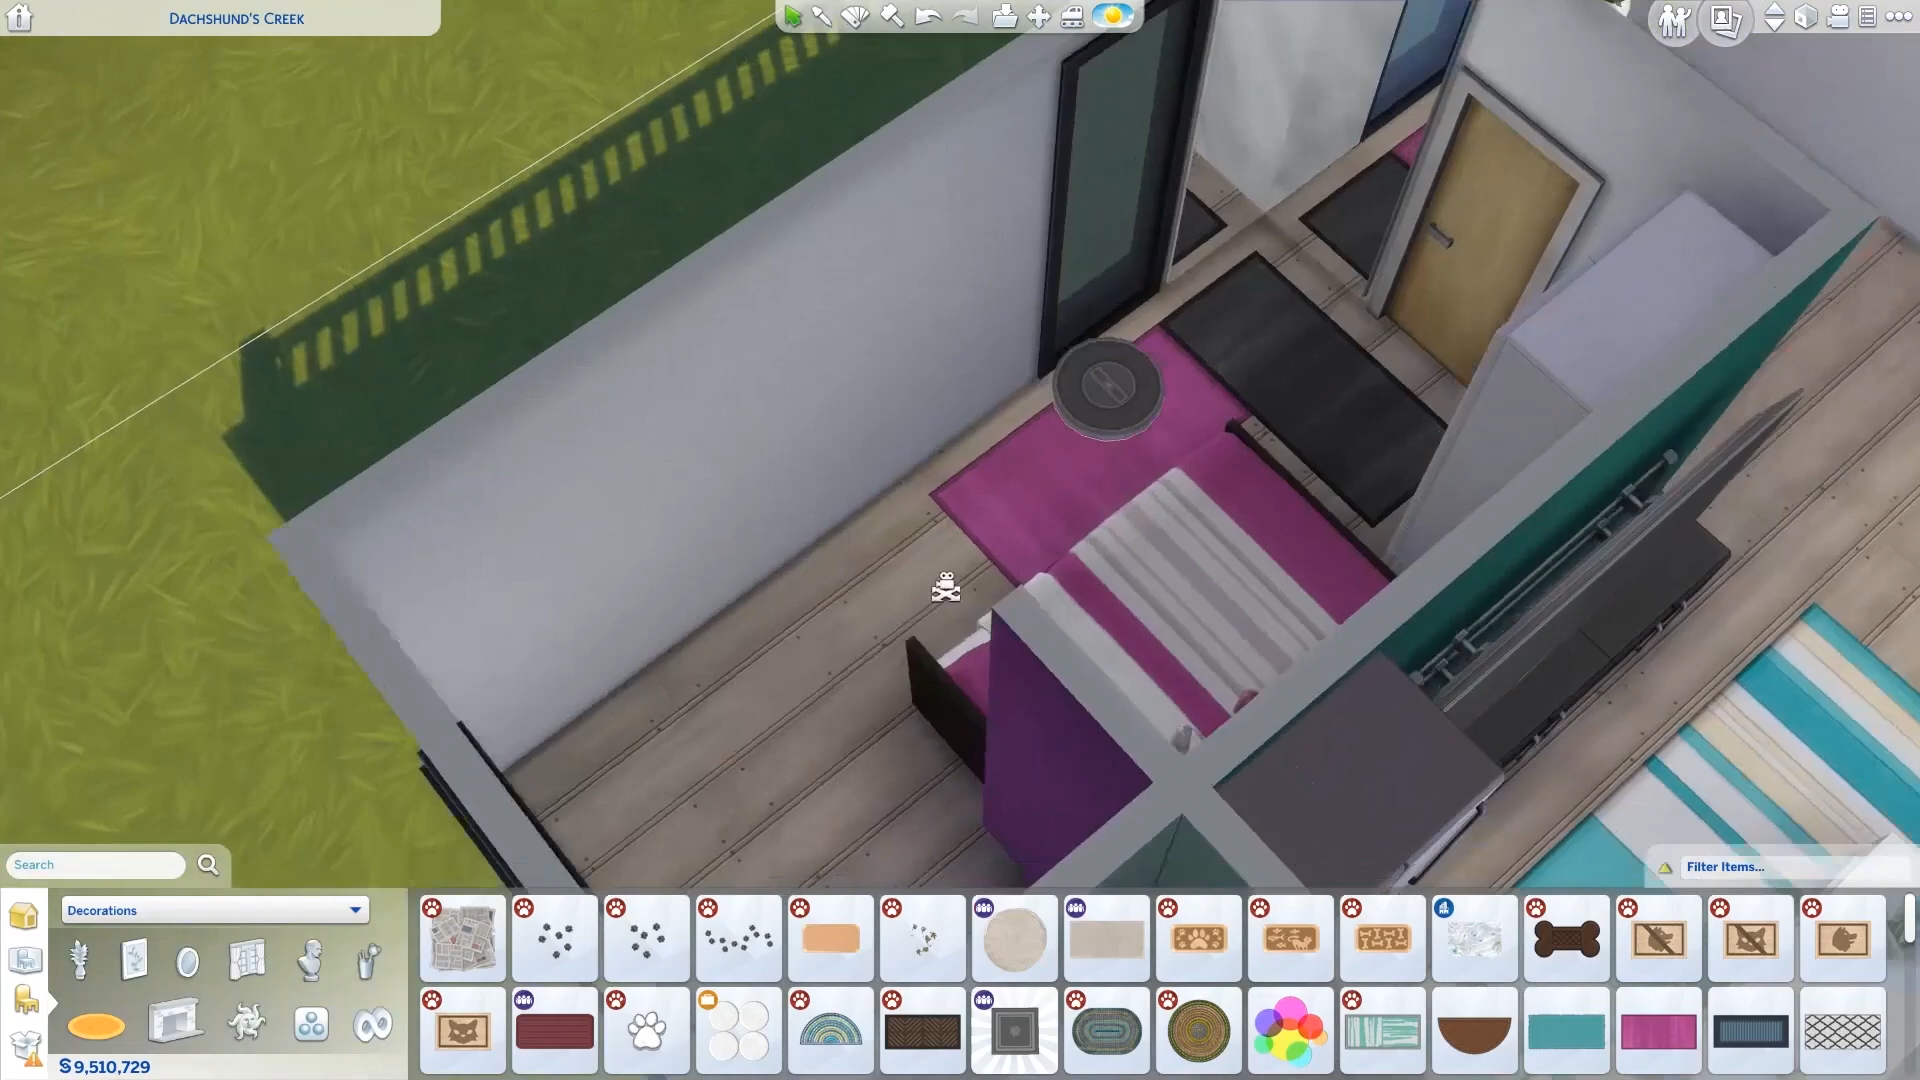 Dachshund's Creek
Search
Filter Items...
Decorations
§9,510,729